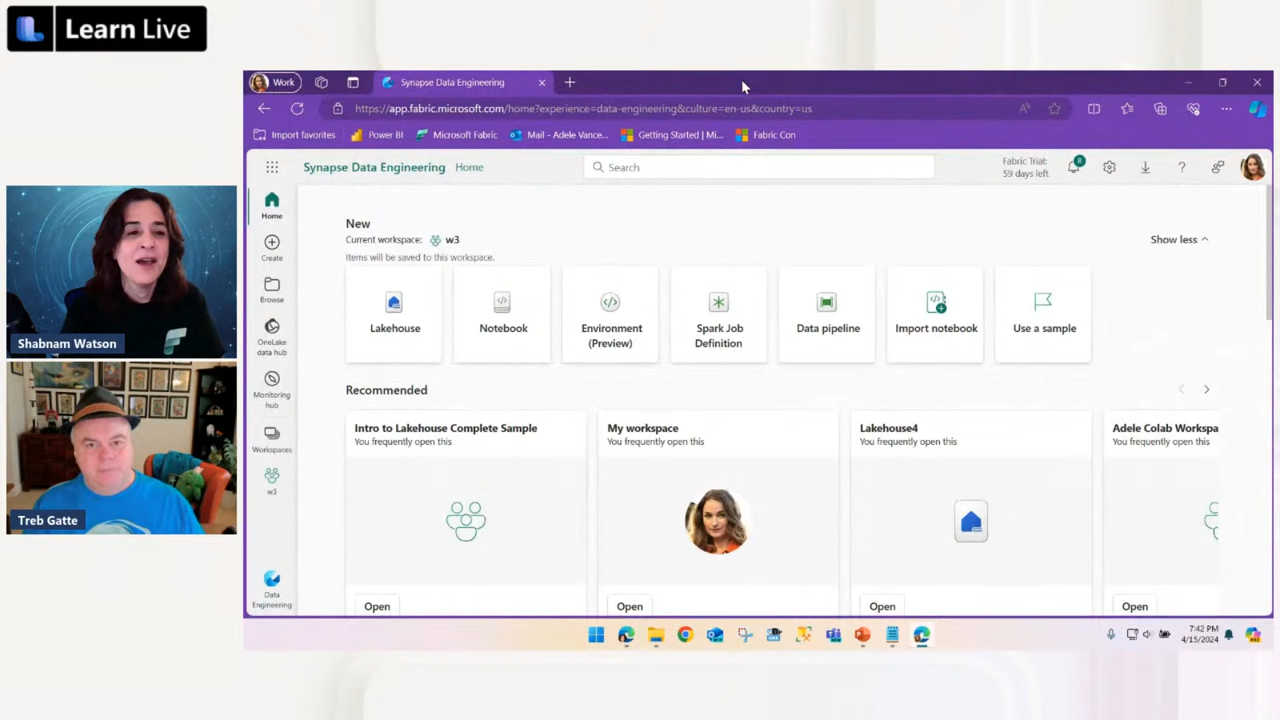 Learn Live
Work
Synapse Data Engineering
https://app.fabric.microsoft.com/home?experience=data-engineering&culture=en-us&country=us
Import favorites
Power BI
Microsoft Fabric
Mail - Adele Vance...
Getting Started | Mi...
Fabric Con
Synapse Data Engineering
Home
Search
Fabric Trial:
59 days left
8
Home
Create
Browse
OneLake
data hub
Monitoring
hub
Workspaces
w3
Data
Engineering
New
Current workspace: w3
Show less
Items will be saved to this workspace.
Lakehouse
Notebook
Environment
(Preview)
Spark Job
Definition
Data pipeline
Import notebook
Use a sample
Recommended
Intro to Lakehouse Complete Sample
You frequently open this
Open
My workspace
You frequently open this
Open
Lakehouse4
You frequently open this
Open
Adele Colab Workspa
You frequently open this
Open
Shabnam Watson
Treb Gatte
7:42 PM
4/15/2024